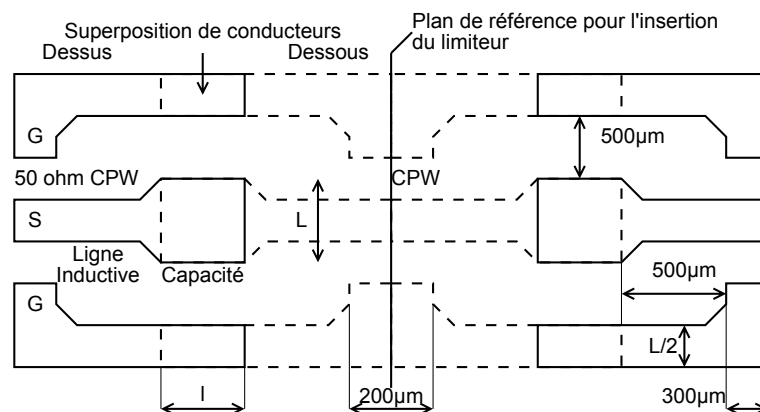 Plan de référence pour l'insertion
du limiteur
Superposition de conducteurs
Dessus
Dessous
G
500µm
50 ohm CPW
CPW
S
L
Ligne
Inductive
Capacité
500µm
G
L/2
l
200µm
300µm